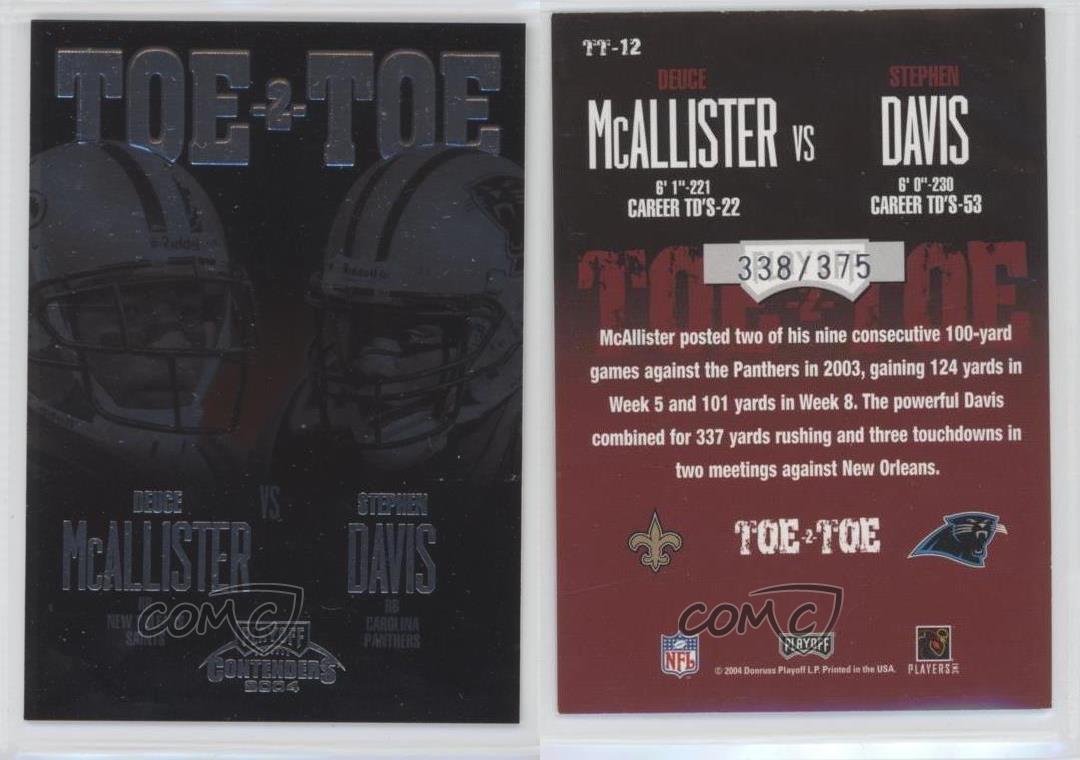 TOE-2-TOE
Riddell
Riddell
DEUCE
McALLISTER
VS.
STEPHEN
DAVIS
RB
NEW
SAINTS
RB
CAROLINA
PANTHERS
COMC
PLAYOFF
CONTENDERS
2004
TT-12
DEUCE
McALLISTER
VS
STEPHEN
DAVIS
6' 1"-221
CAREER TD'S-22
6' 0"-230
CAREER TD'S-53
TOE-2-TOE
PLAYOFF
338/375
McAllister posted two of his nine consecutive 100-yard
games against the Panthers in 2003, gaining 124 yards in
Week 5 and 101 yards in Week 8. The powerful Davis
combined for 337 yards rushing and three touchdowns in
two meetings against New Orleans.
TOE-2-TOE
COMC
NFL
PLAYOFF
PLAYERS INC
© 2004 Donruss Playoff L.P. Printed in the USA.